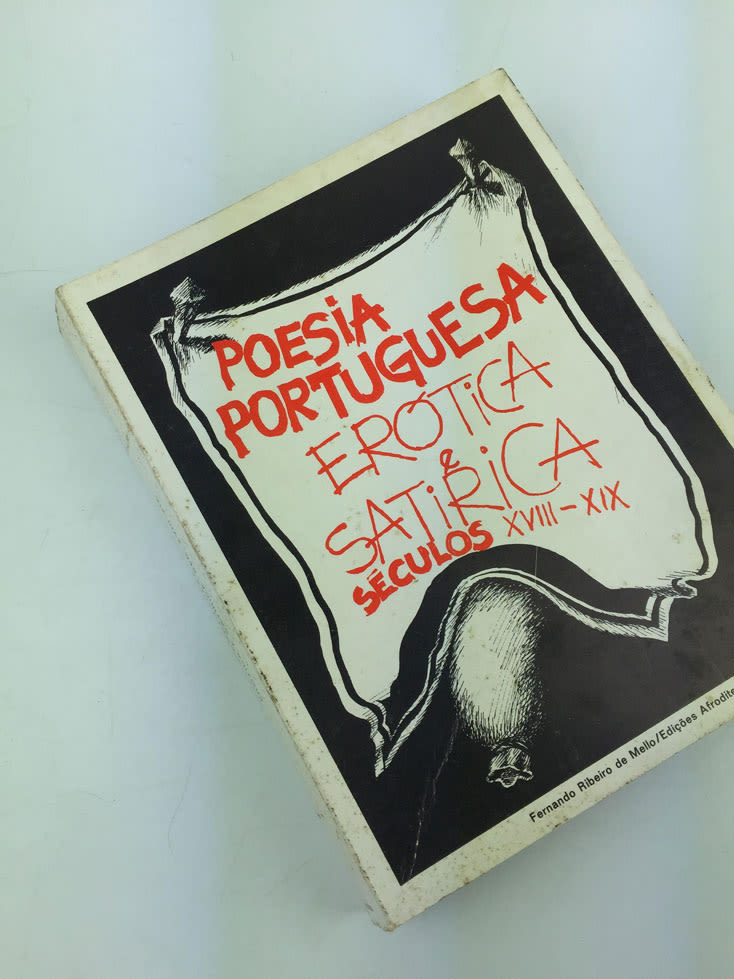 POESIA
PORTUGUESA
ERÓTICA
e
SATÍRICA
SÉCULOS XVIII-XIX
Fernando Ribeiro de Mello/Edições Afrodite